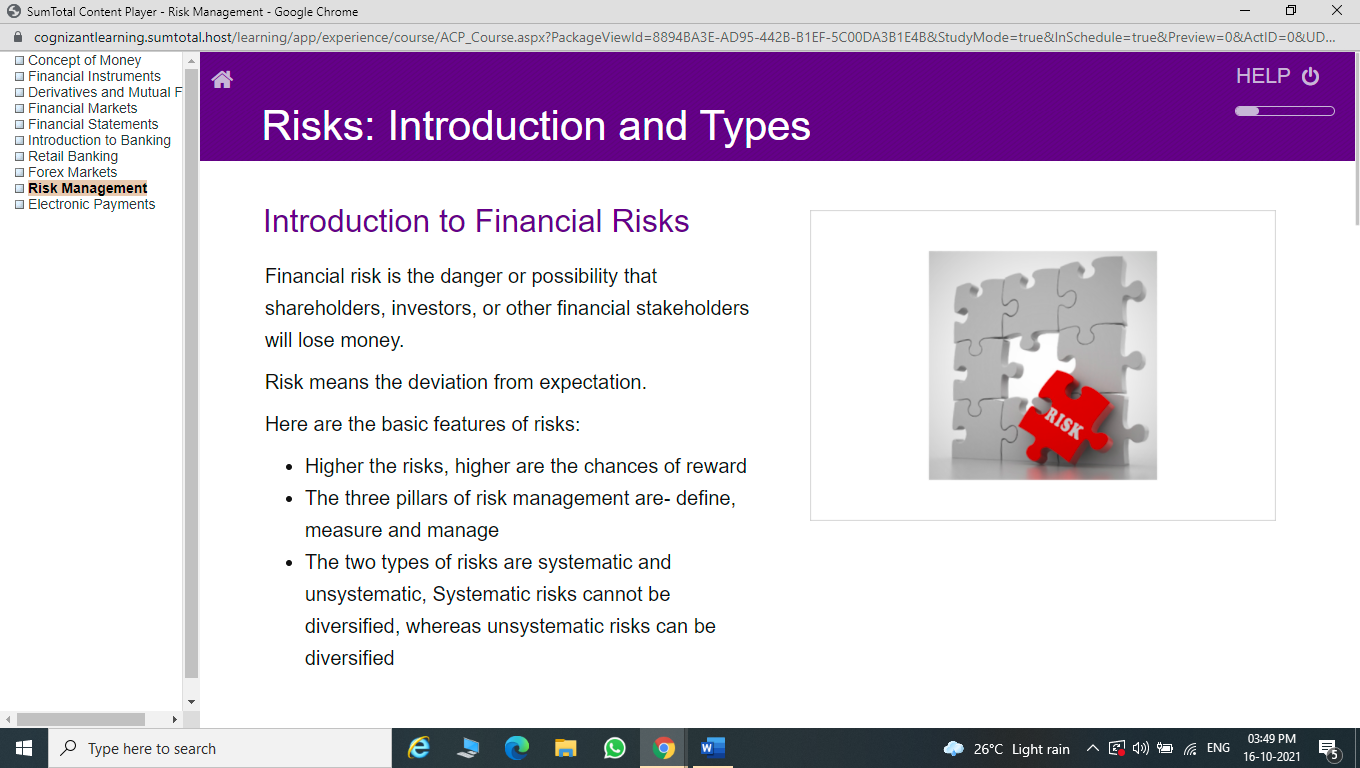 SumTotal Content Player - Risk Management - Google Chrome
cognizantlearning.sumtotal.host/learning/app/experience/course/ACP_Course.aspx?PackageViewId=8894BA3E-AD95-442B-B1EF-5C00DA3B1E4B&StudyMode=true&InSchedule=true&Preview=0&ActID=0&UD...
Concept of Money
Financial Instruments
Derivatives and Mutual F
Financial Markets
Financial Statements
Introduction to Banking
Retail Banking
Forex Markets
Risk Management
Electronic Payments
HELP
Risks: Introduction and Types
Introduction to Financial Risks
Financial risk is the danger or possibility that
shareholders, investors, or other financial stakeholders
will lose money.
Risk means the deviation from expectation.
Here are the basic features of risks:
• Higher the risks, higher are the chances of reward
• The three pillars of risk management are- define,
measure and manage
• The two types of risks are systematic and
unsystematic, Systematic risks cannot be
diversified, whereas unsystematic risks can be
diversified
RISK
Type here to search
26°C Light rain
ENG
03:49 PM
16-10-2021
5